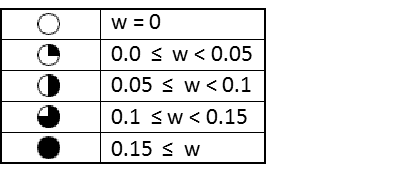 w = 0
0.0 ≤ w < 0.05
0.05 ≤ w < 0.1
0.1 ≤ w < 0.15
0.15 ≤ w